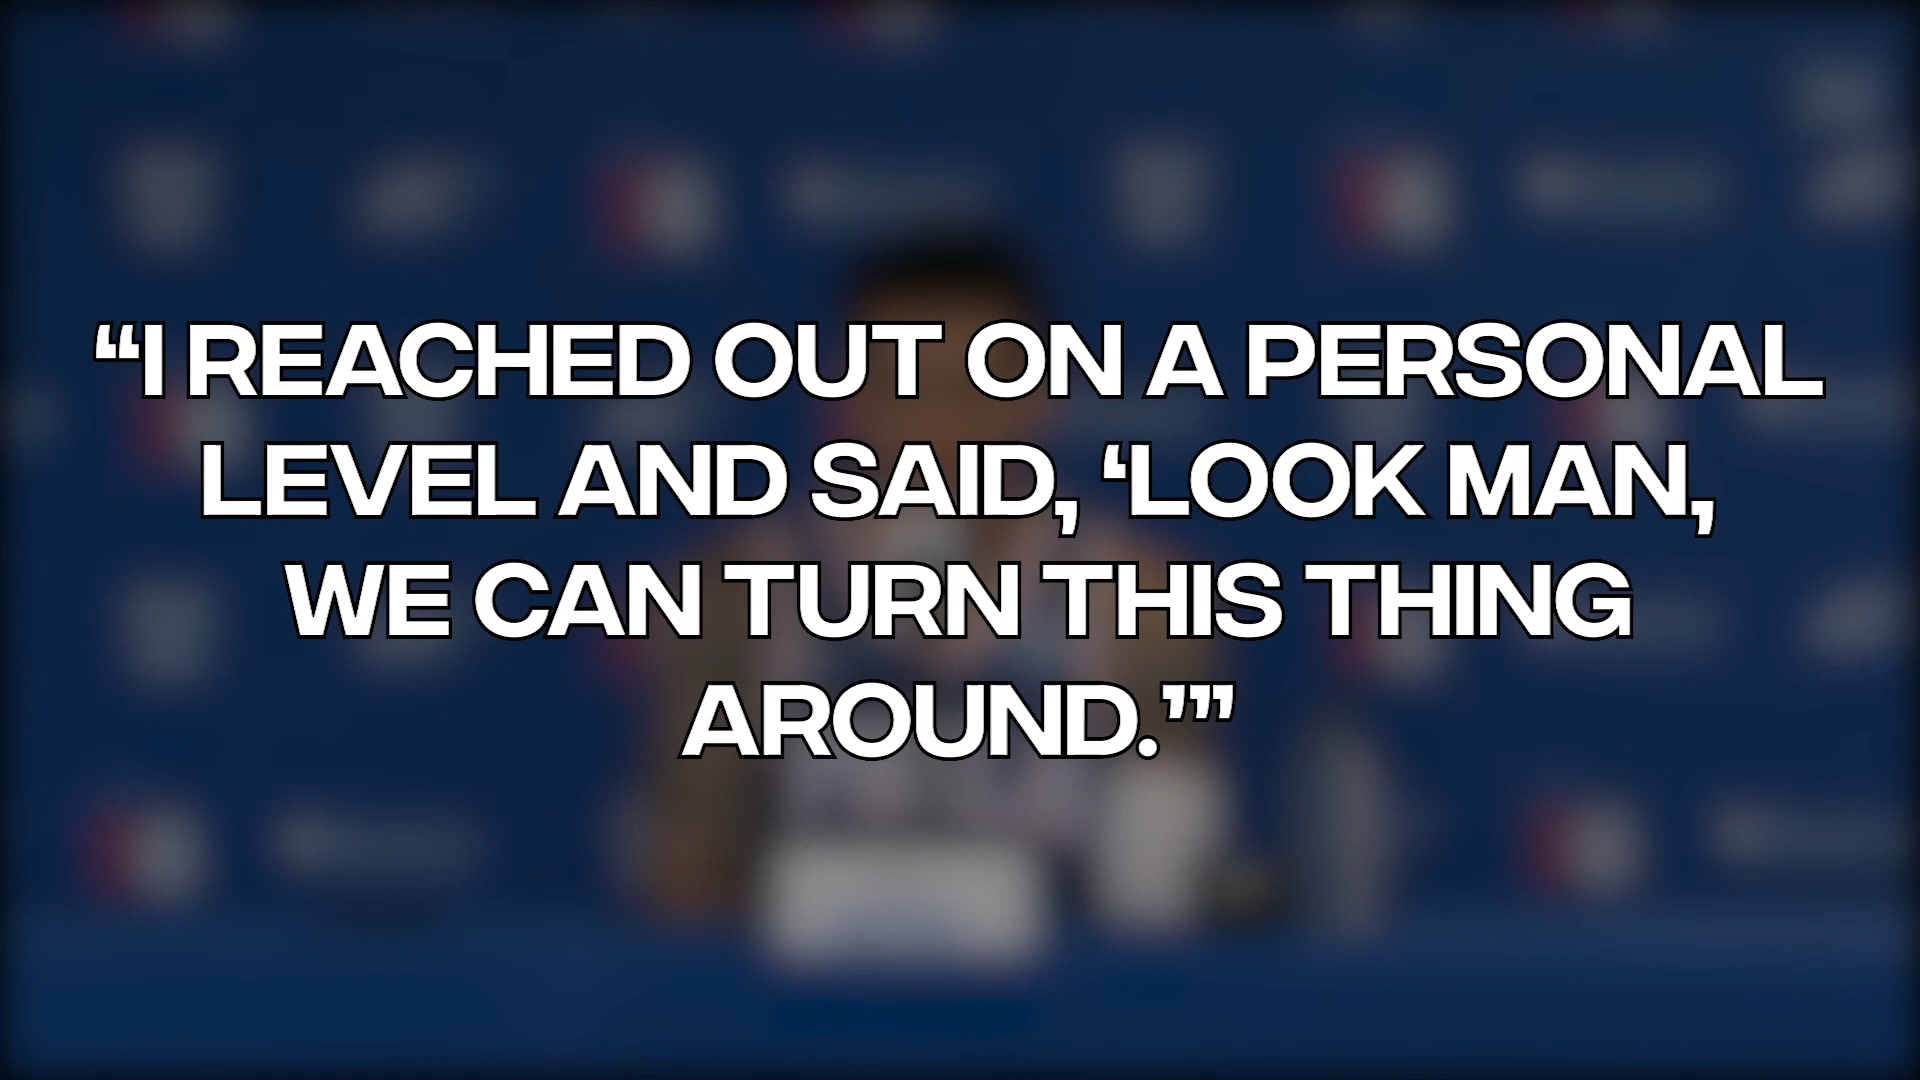 “I REACHED OUT ON A PERSONAL
LEVEL AND SAID, ‘LOOK MAN,
WE CAN TURN THIS THING
AROUND.’”